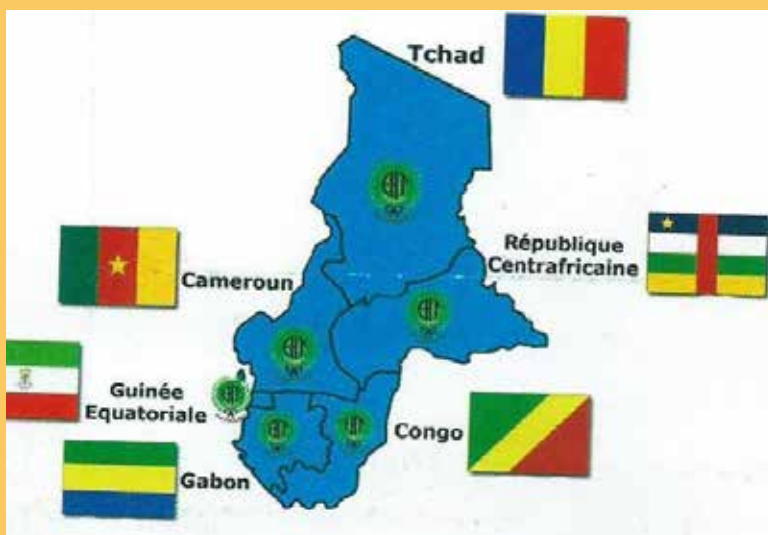 Tchad
République
Centrafricaine
Cameroun
Guinée
Equatoriale
Congo
Gabon